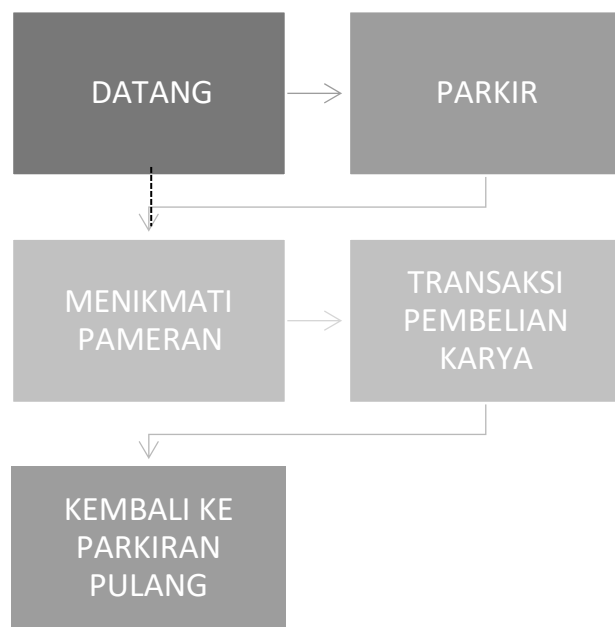 DATANG
PARKIR
MENIKMATI
PAMERAN
TRANSAKSI
PEMBELIAN
KARYA
KEMBALI KE
PARKIRAN
PULANG